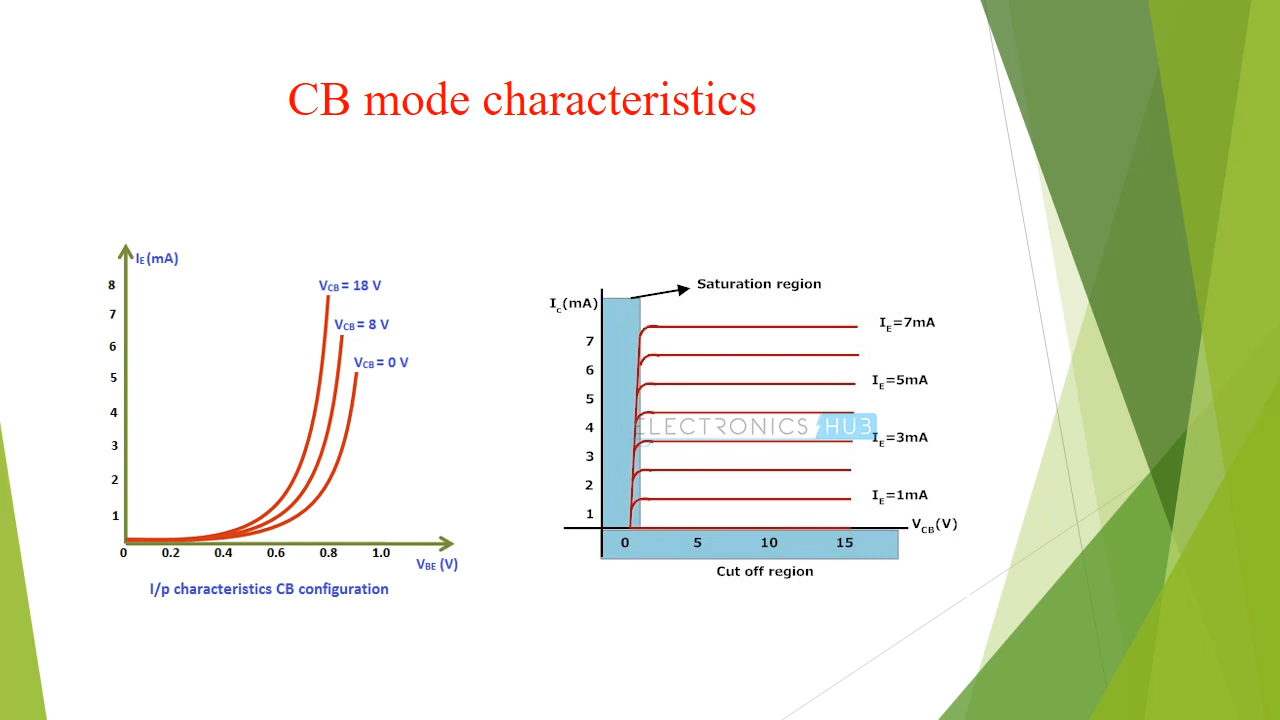 CB mode characteristics
IE (mA)
8
7
6
5
4
3
2
1
0 0.2 0.4 0.6 0.8 1.0
VCB = 18 V
VCB = 8 V
VCB = 0 V
VBE (V)
I/p characteristics CB configuration
Saturation region
Ic(mA)
7
6
5
4
3
2
1
IE=7mA
IE=5mA
IE=3mA
IE=1mA
ELECTRONICS HUB
VCB(V)
0 5 10 15
Cut off region